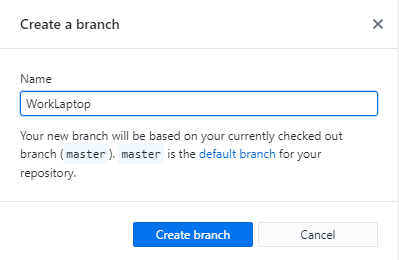 Create a branch
Name
WorkLaptop
Your new branch will be based on your currently checked out
branch (master). master is the default branch for your
repository.
Create branch
Cancel